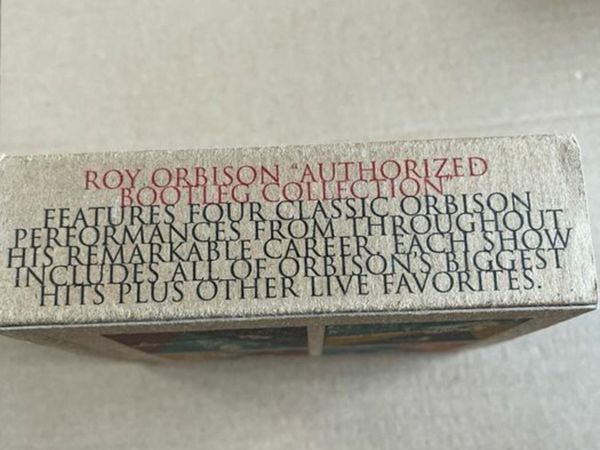 ROY ORBISON "AUTHORIZED
BOOTLEG COLLECTION"
FEATURES FOUR CLASSIC ORBISON
PERFORMANCES FROM THROUGHOUT
HIS REMARKABLE CAREER. EACH SHOW
INCLUDES ALL OF ORBISON'S BIGGEST
HITS PLUS OTHER LIVE FAVORITES.